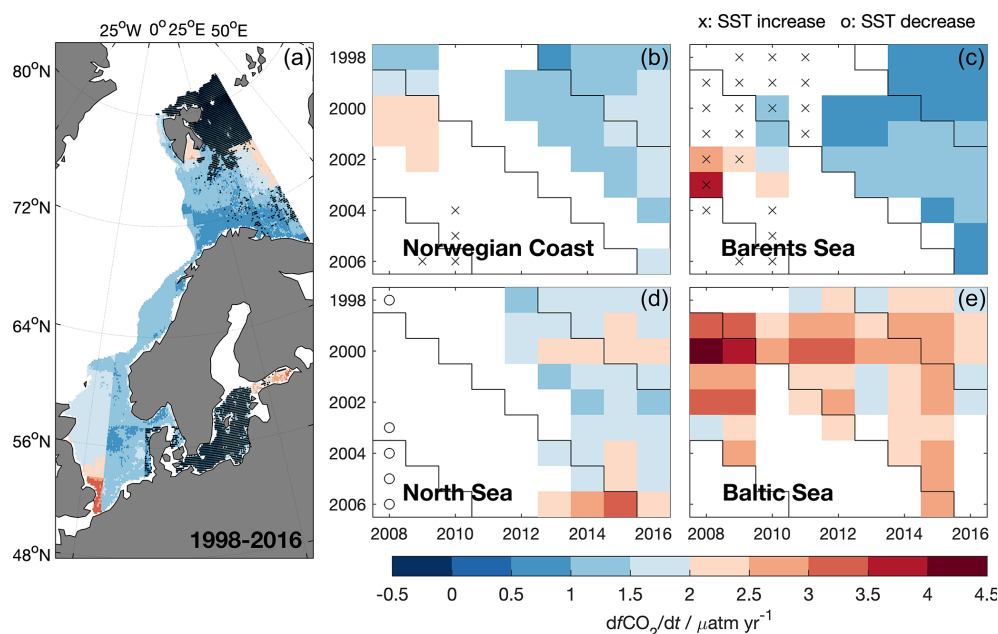 25°W 0° 25°E 50°E
x: SST increase o: SST decrease
80°N
72°N
64°N
56°N
48°N
(a)
1998-2016
1998
2000
2002
2004
2006
(b)
Norwegian Coast
(c)
Barents Sea
1998
2000
2002
2004
2006
(d)
North Sea
(e)
Baltic Sea
2008 2010 2012 2014 2016
2008 2010 2012 2014 2016
-0.5 0 0.5 1 1.5 2 2.5 3 3.5 4 4.5
dfCO₂/dt / µatm yr⁻¹